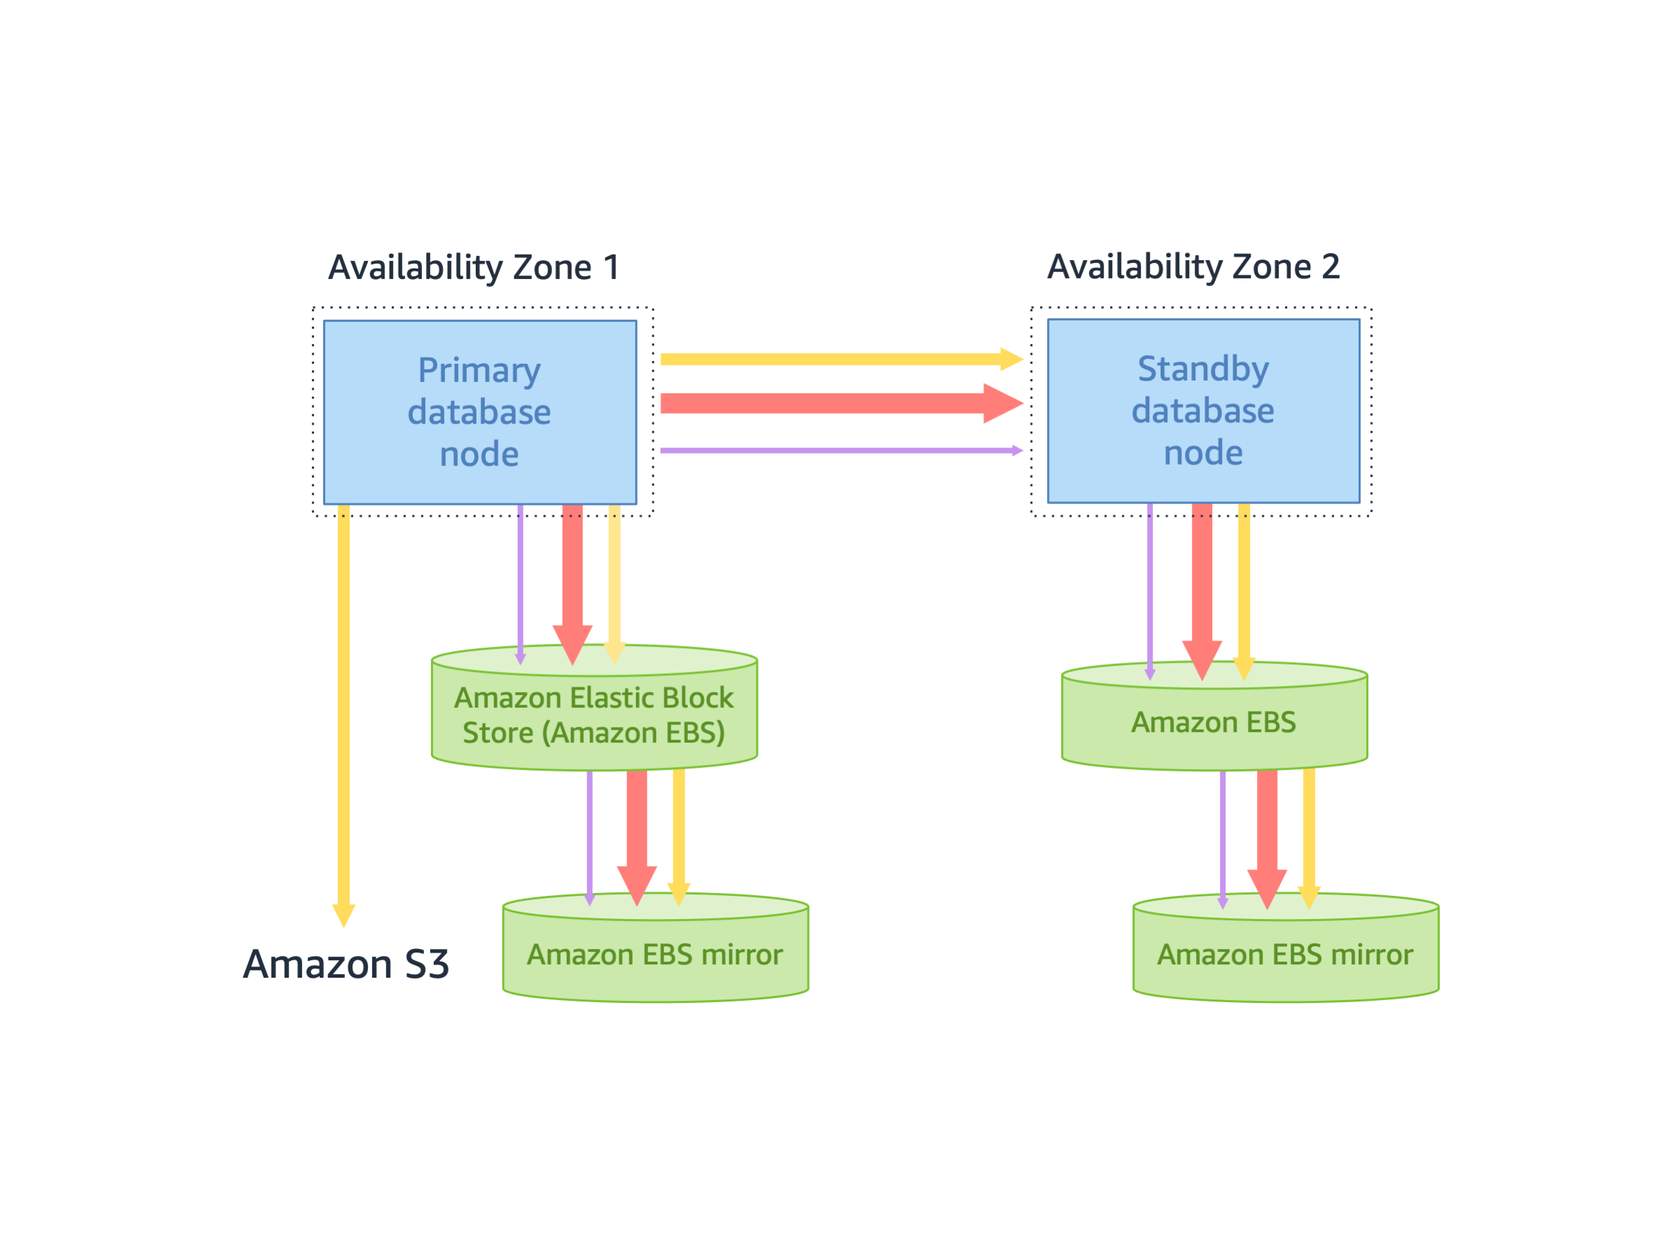 Availability Zone 1
Availability Zone 2
Primary
database
node
Standby
database
node
Amazon Elastic Block
Store (Amazon EBS)
Amazon EBS
Amazon S3
Amazon EBS mirror
Amazon EBS mirror